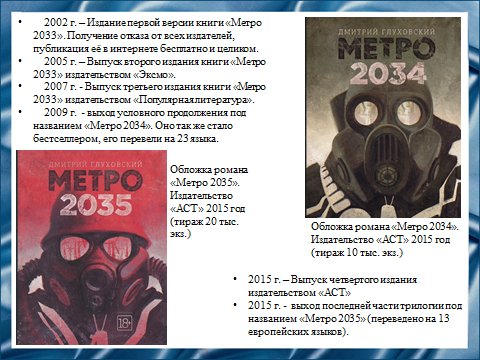 • 2002 г. – Издание первой версии книги «Метро
2033». Получение отказа от всех издателей,
публикация её в интернете бесплатно и целиком.
• 2005 г. – Выпуск второго издания книги «Метро
2033» издательством «Эксмо».
• 2007 г. - Выпуск третьего издания книги «Метро
2033» издательством «Популярная литература».
• 2009 г. - выход условного продолжения под
названием «Метро 2034». Оно так же стало
бестселлером, его перевели на 23 языка.
ДМИТРИЙ ГЛУХОВСКИЙ
МЕТРО
2034
ДМИТРИЙ ГЛУХОВСКИЙ
МЕТРО
2035
18+
Обложка романа
«Метро 2035».
Издательство
«АСТ» 2015 год
(тираж 20 тыс.
экз.)
Обложка романа «Метро 2034».
Издательство «АСТ» 2015 год
(тираж 10 тыс. экз.)
• 2015 г. – Выпуск четвертого издания
издательством «АСТ»
• 2015 г. - выход последней части трилогии под
названием «Метро 2035» (переведено на 13
европейских языков).